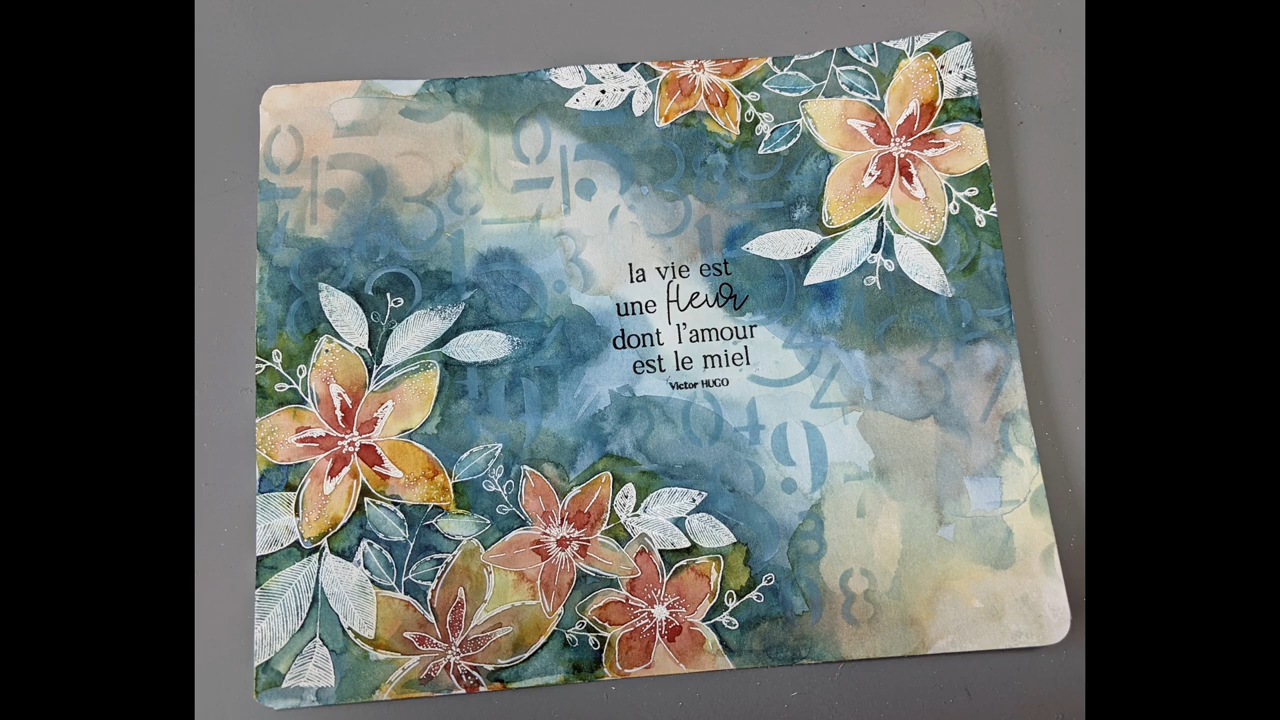 la vie est
une fleur
dont l'amour
est le miel
Victor HUGO